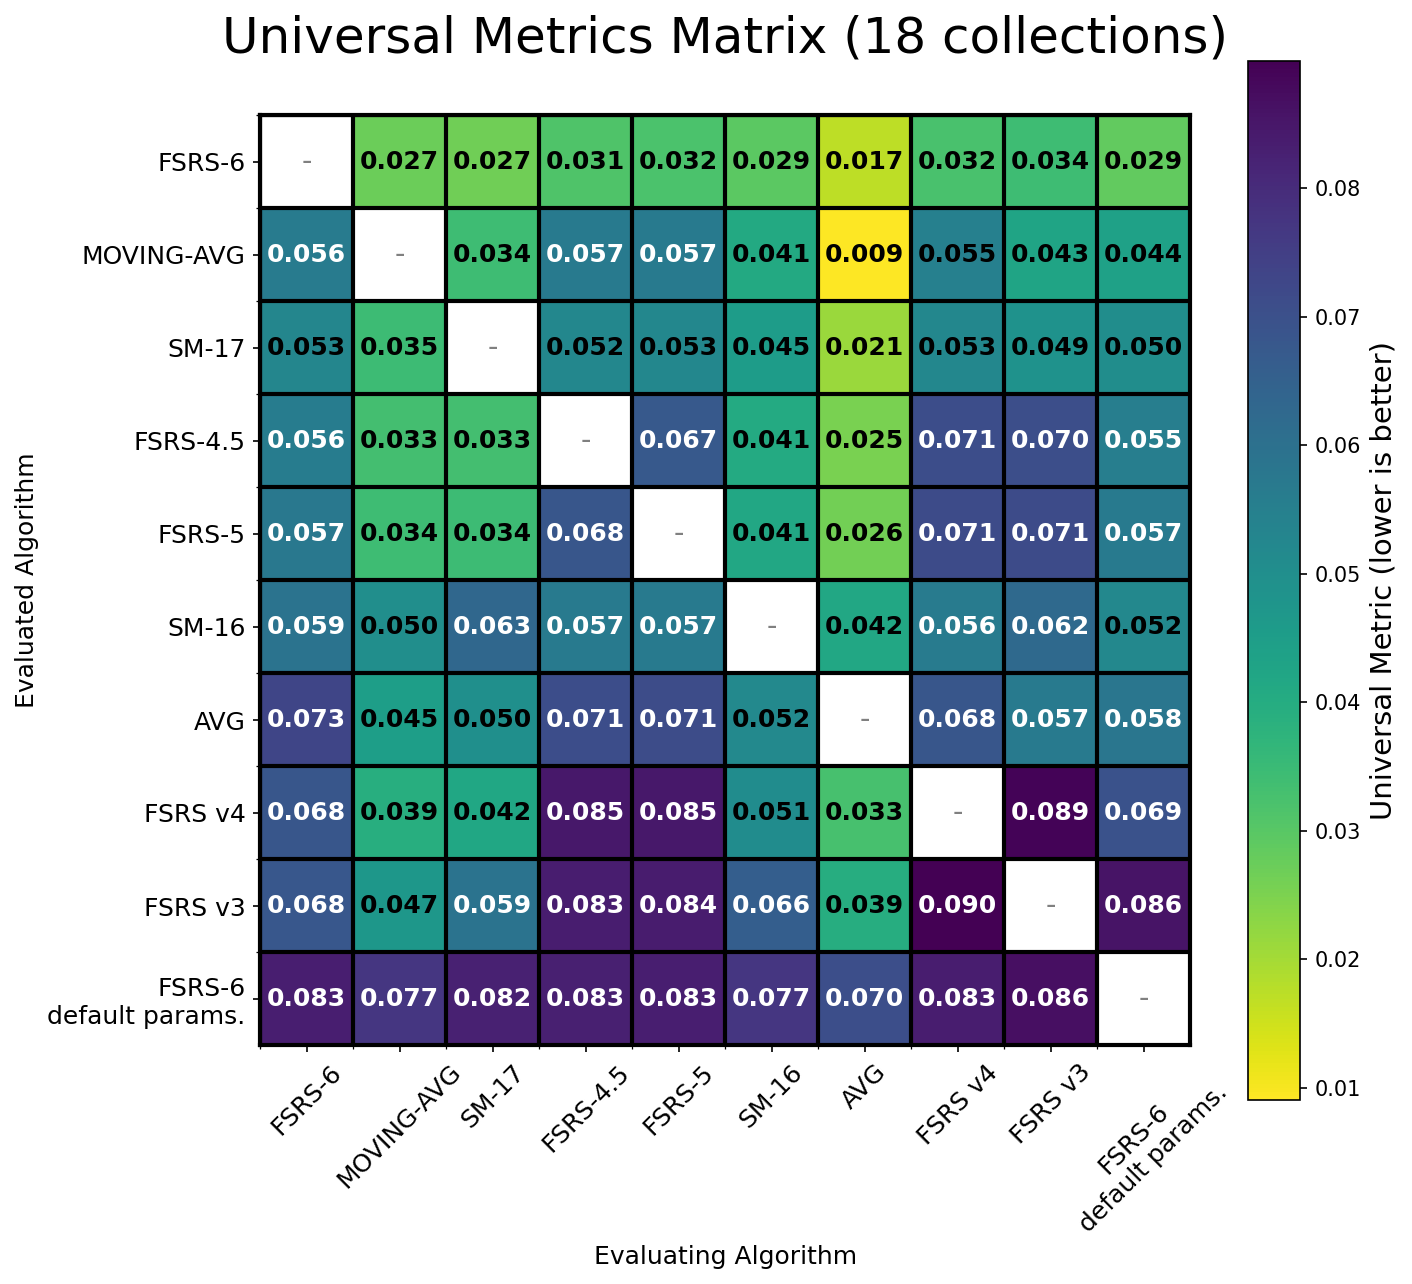 Universal Metrics Matrix (18 collections)
FSRS-6 - 0.027 0.027 0.031 0.032 0.029 0.017 0.032 0.034 0.029
MOVING-AVG 0.056 - 0.034 0.057 0.057 0.041 0.009 0.055 0.043 0.044
SM-17 0.053 0.035 - 0.052 0.053 0.045 0.021 0.053 0.049 0.050
FSRS-4.5 0.056 0.033 0.033 - 0.067 0.041 0.025 0.071 0.070 0.055
FSRS-5 0.057 0.034 0.034 0.068 - 0.041 0.026 0.071 0.071 0.057
SM-16 0.059 0.050 0.063 0.057 0.057 - 0.042 0.056 0.062 0.052
AVG 0.073 0.045 0.050 0.071 0.071 0.052 - 0.068 0.057 0.058
FSRS v4 0.068 0.039 0.042 0.085 0.085 0.051 0.033 - 0.089 0.069
FSRS v3 0.068 0.047 0.059 0.083 0.084 0.066 0.039 0.090 - 0.086
FSRS-6
default params. 0.083 0.077 0.082 0.083 0.083 0.077 0.070 0.083 0.086 -
FSRS-6
MOVING-AVG
SM-17
FSRS-4.5
FSRS-5
SM-16
AVG
FSRS v4
FSRS v3
FSRS-6
default params.
Evaluating Algorithm
Evaluated Algorithm
0.08
0.07
0.06
0.05
0.04
0.03
0.02
0.01
Universal Metric (lower is better)